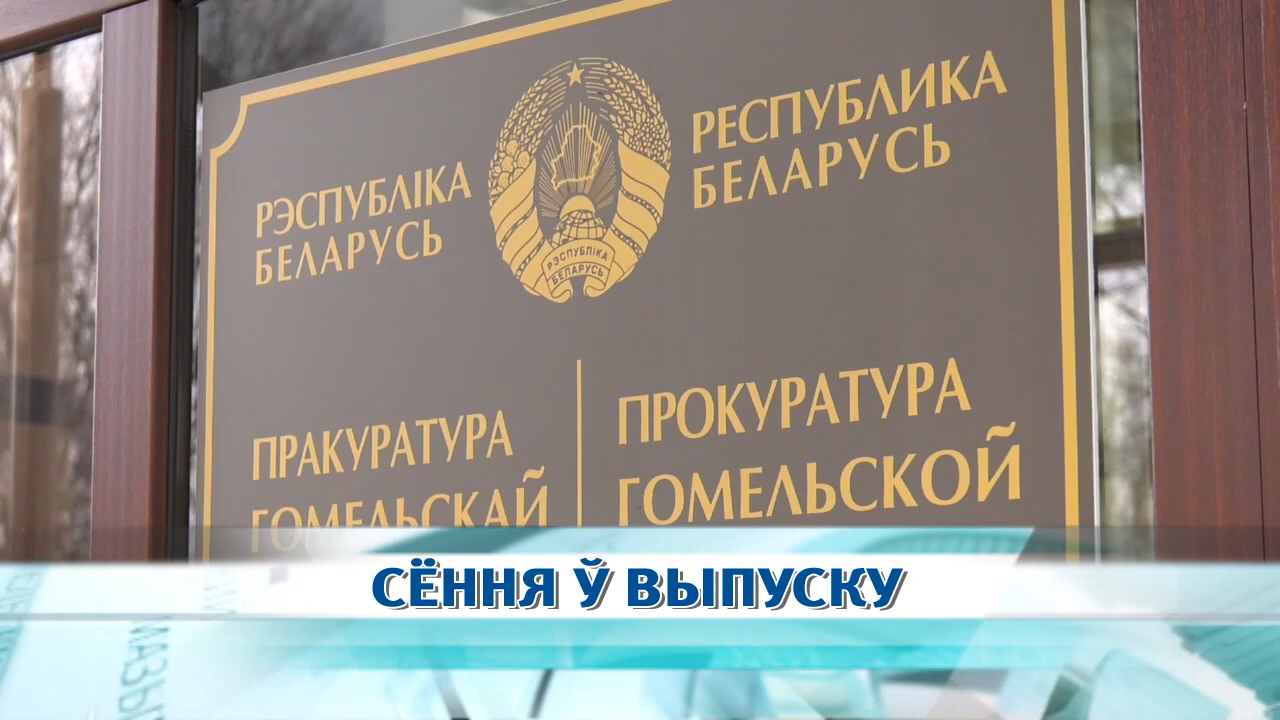 РЭСПУБЛІКА
БЕЛАРУСЬ
РЭСПУБЛІКА
БЕЛАРУСЬ
РЕСПУБЛИКА
БЕЛАРУСЬ
ПРАКУРАТУРА
ГОМЕЛЬСКАЙ
ПРОКУРАТУРА
ГОМЕЛЬСКОЙ
СЁННЯ Ў ВЫПУСКУ